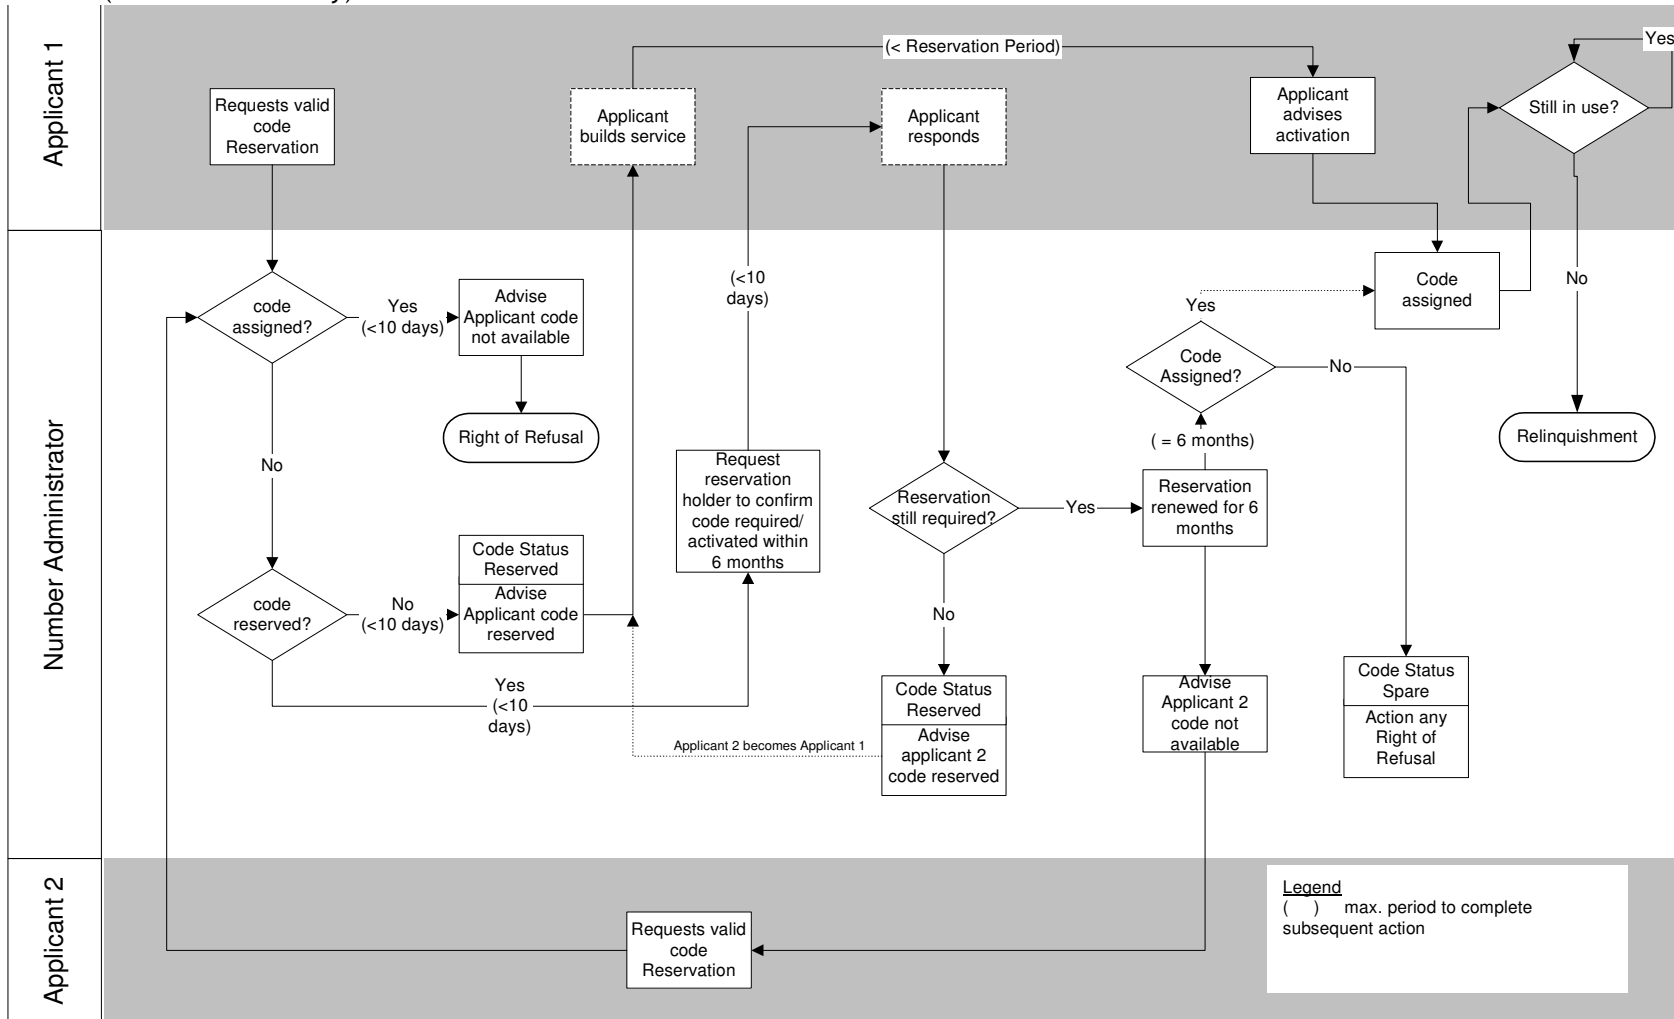 Applicant 1
Requests valid
code
Reservation
Applicant
builds service
(< Reservation Period)
Applicant
responds
Applicant
advises
activation
Still in use?
Yes
Number Administrator
code
assigned?
Yes
(<10 days)
Advise
Applicant code
not available
Right of Refusal
No
code
reserved?
No
(<10 days)
Code Status
Reserved
Advise
Applicant code
reserved
Yes
(<10
days)
Request
reservation
holder to confirm
code required/
activated within
6 months
(<10
days)
Reservation
still required?
Yes
No
Code Status
Reserved
Advise
applicant 2
code reserved
Applicant 2 becomes Applicant 1
Reservation
renewed for 6
months
( = 6 months)
Code
Assigned?
Yes
No
Code
assigned
No
Relinquishment
Advise
Applicant 2
code not
available
Code Status
Spare
Action any
Right of
Refusal
Applicant 2
Requests valid
code
Reservation
Legend
( ) max. period to complete
subsequent action